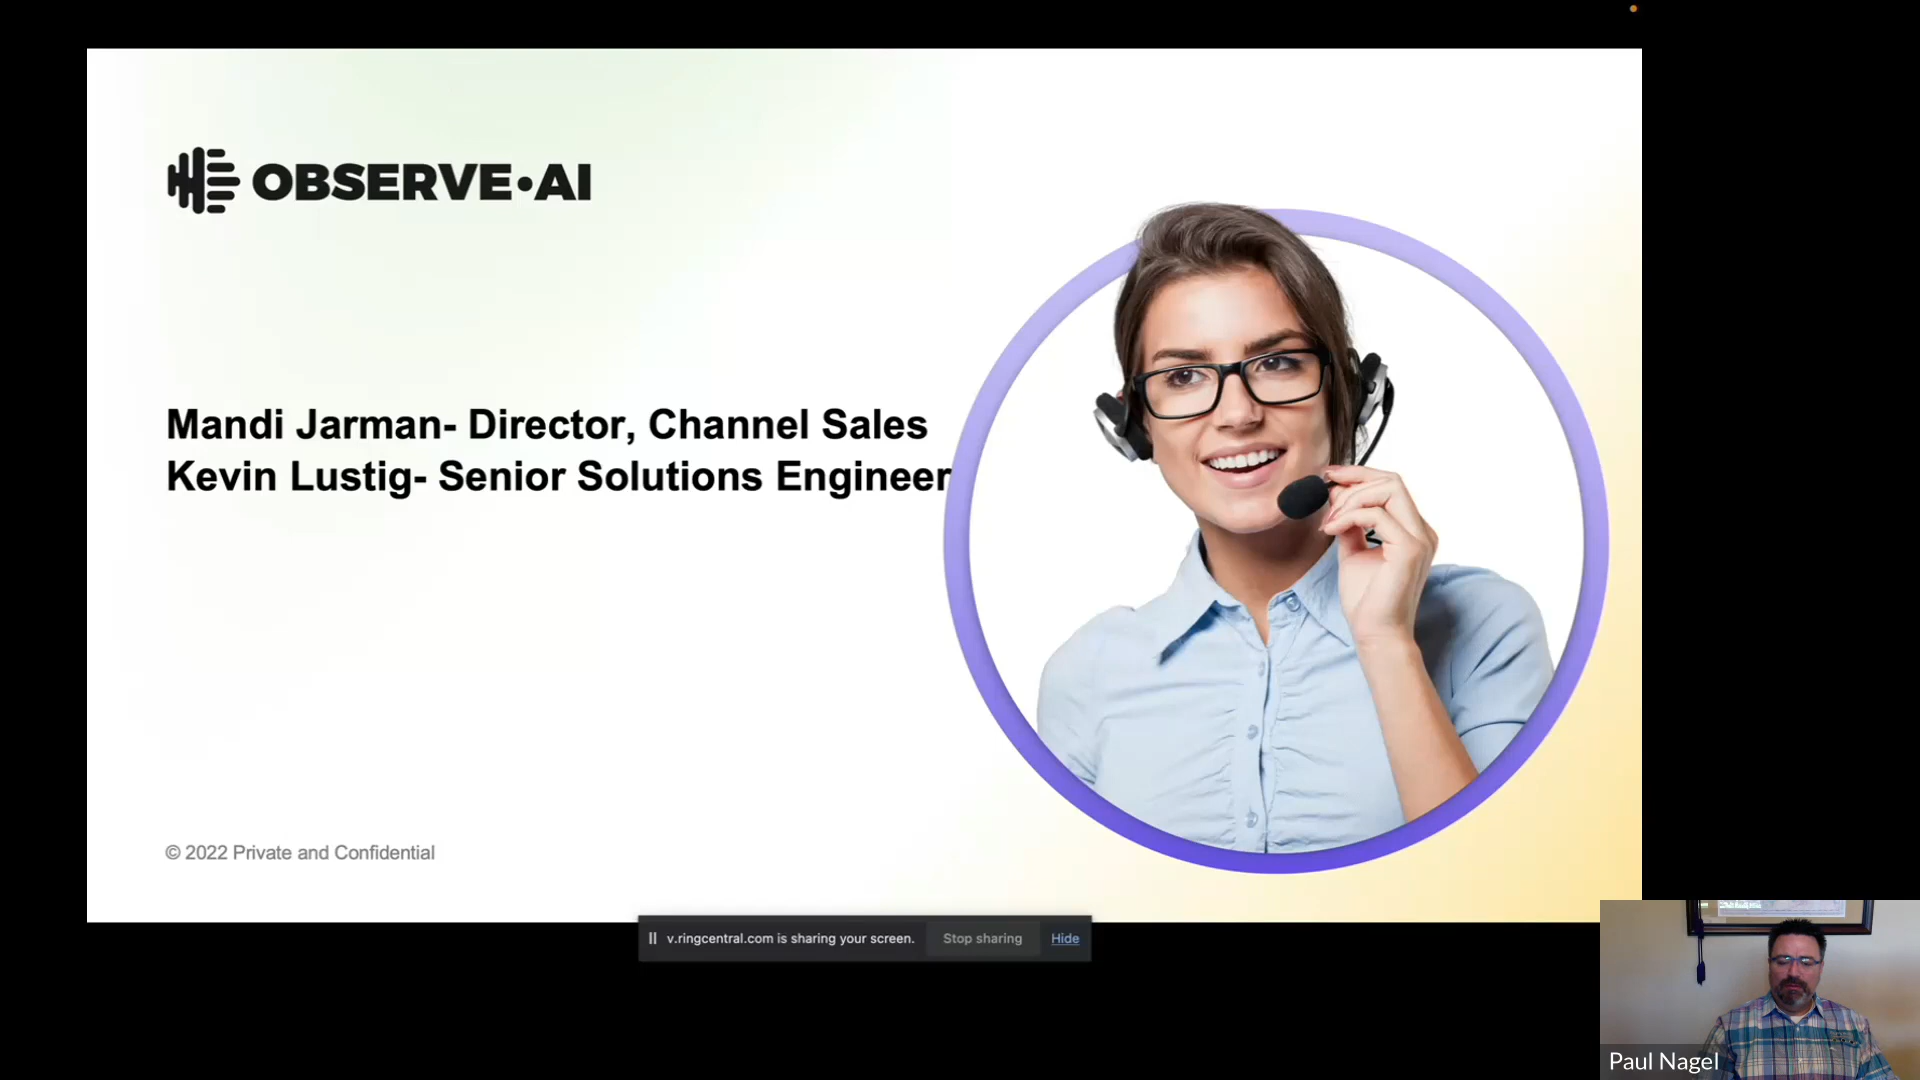 OBSERVE•AI
Mandi Jarman- Director, Channel Sales
Kevin Lustig- Senior Solutions Engineer
© 2022 Private and Confidential
v.ringcentral.com is sharing your screen.
Stop sharing
Hide
Paul Nagel